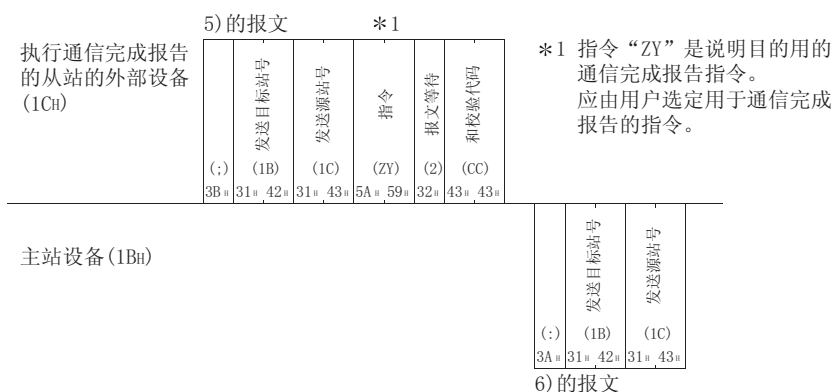 5)的报文 ＊1
执行通信完成报告
的从站的外部设备
(1CH)
发送目标站号
发送源站号
指令
报文等待
和校验代码
(;) (1B) (1C) (ZY) (2) (CC)
3BH 31H 42H 31H 43H 5AH 59H 32H 43H 43H
＊1 指令“ZY”是说明目的用的
通信完成报告指令。
应由用户选定用于通信完成
报告的指令。
主站设备(1BH)
发送目标站号
发送源站号
(:) (1B) (1C)
3AH 31H 42H 31H 43H
6)的报文